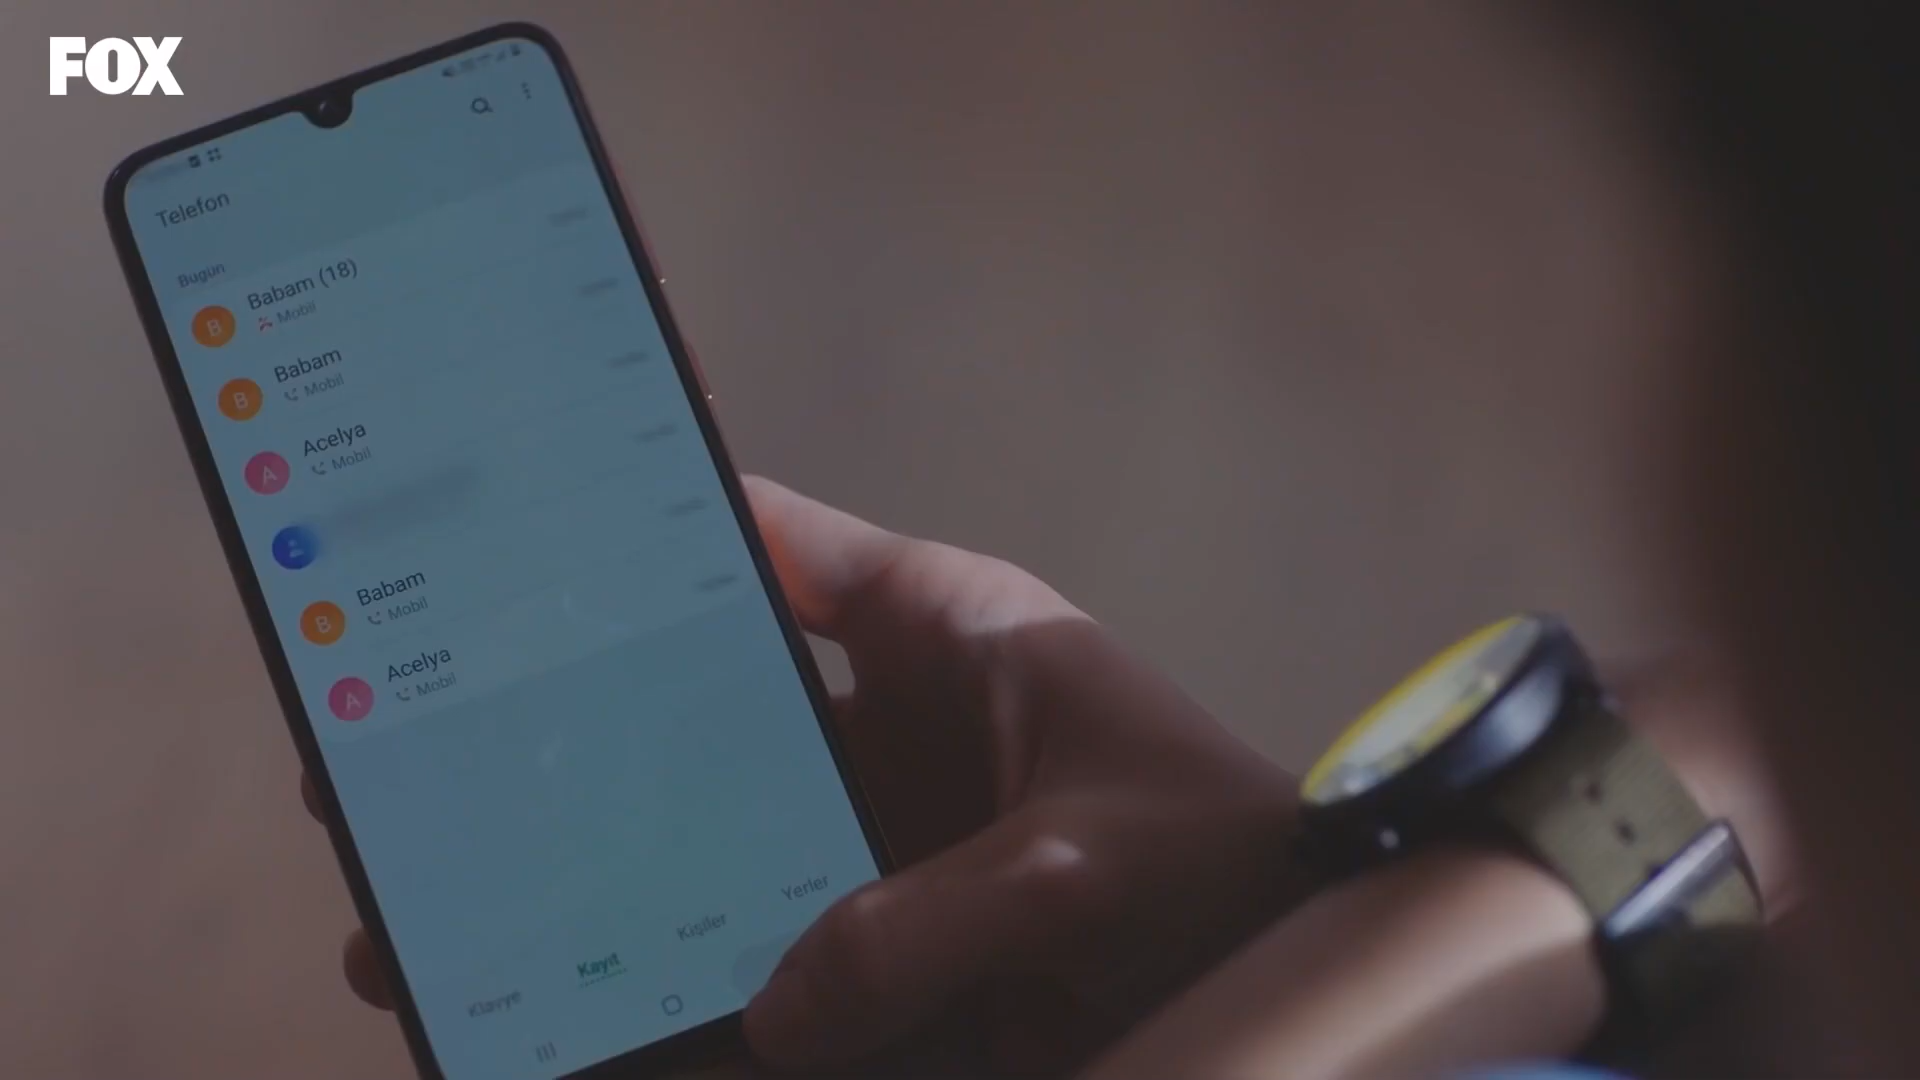 FOX
Telefon
Bugün
B
Babam (18)
Mobil
B
Babam
Mobil
A
Acelya
Mobil
B
Babam
Mobil
A
Acelya
Mobil
Klavye
Kayıt
Kişiler
Yerler